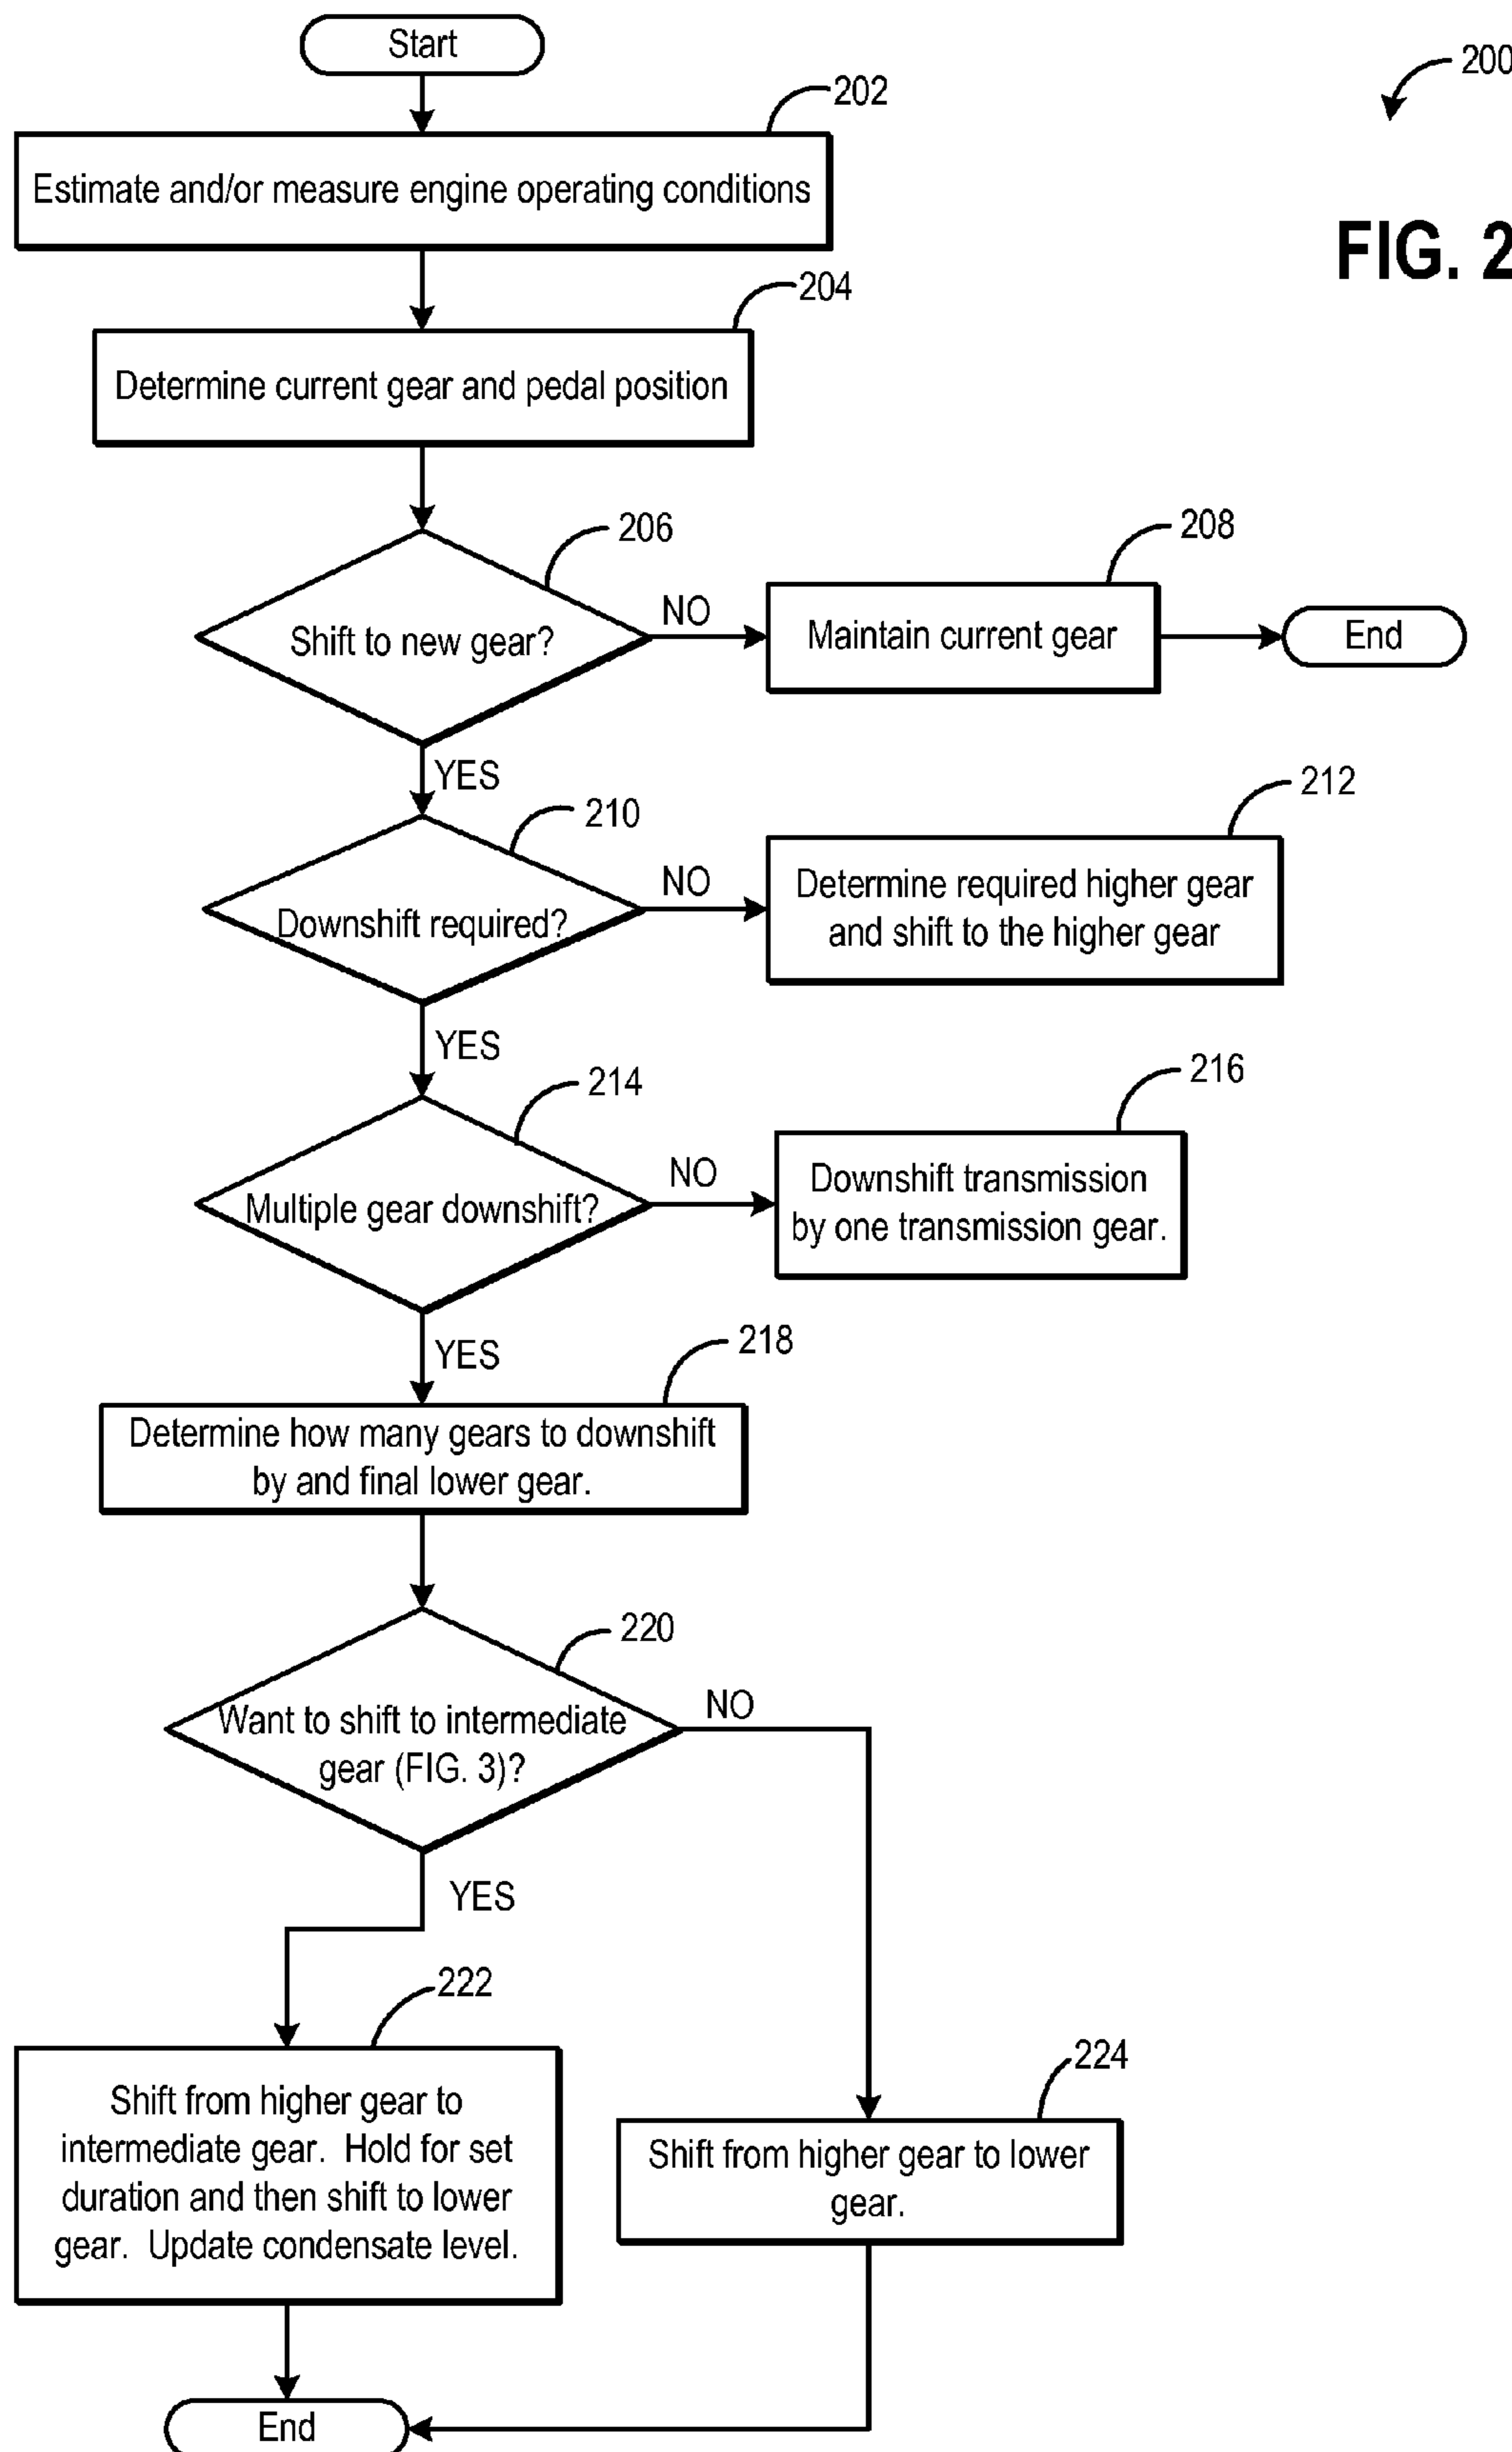 Start
200
202
Estimate and/or measure engine operating conditions
FIG. 2
204
Determine current gear and pedal position
206
208
Shift to new gear?
NO
Maintain current gear
End
YES
210
212
Downshift required?
NO
Determine required higher gear
and shift to the higher gear
YES
214
216
Multiple gear downshift?
NO
Downshift transmission
by one transmission gear.
YES
218
Determine how many gears to downshift
by and final lower gear.
220
Want to shift to intermediate
gear (FIG. 3)?
NO
YES
222
224
Shift from higher gear to
intermediate gear. Hold for set
duration and then shift to lower
gear. Update condensate level.
Shift from higher gear to lower
gear.
End